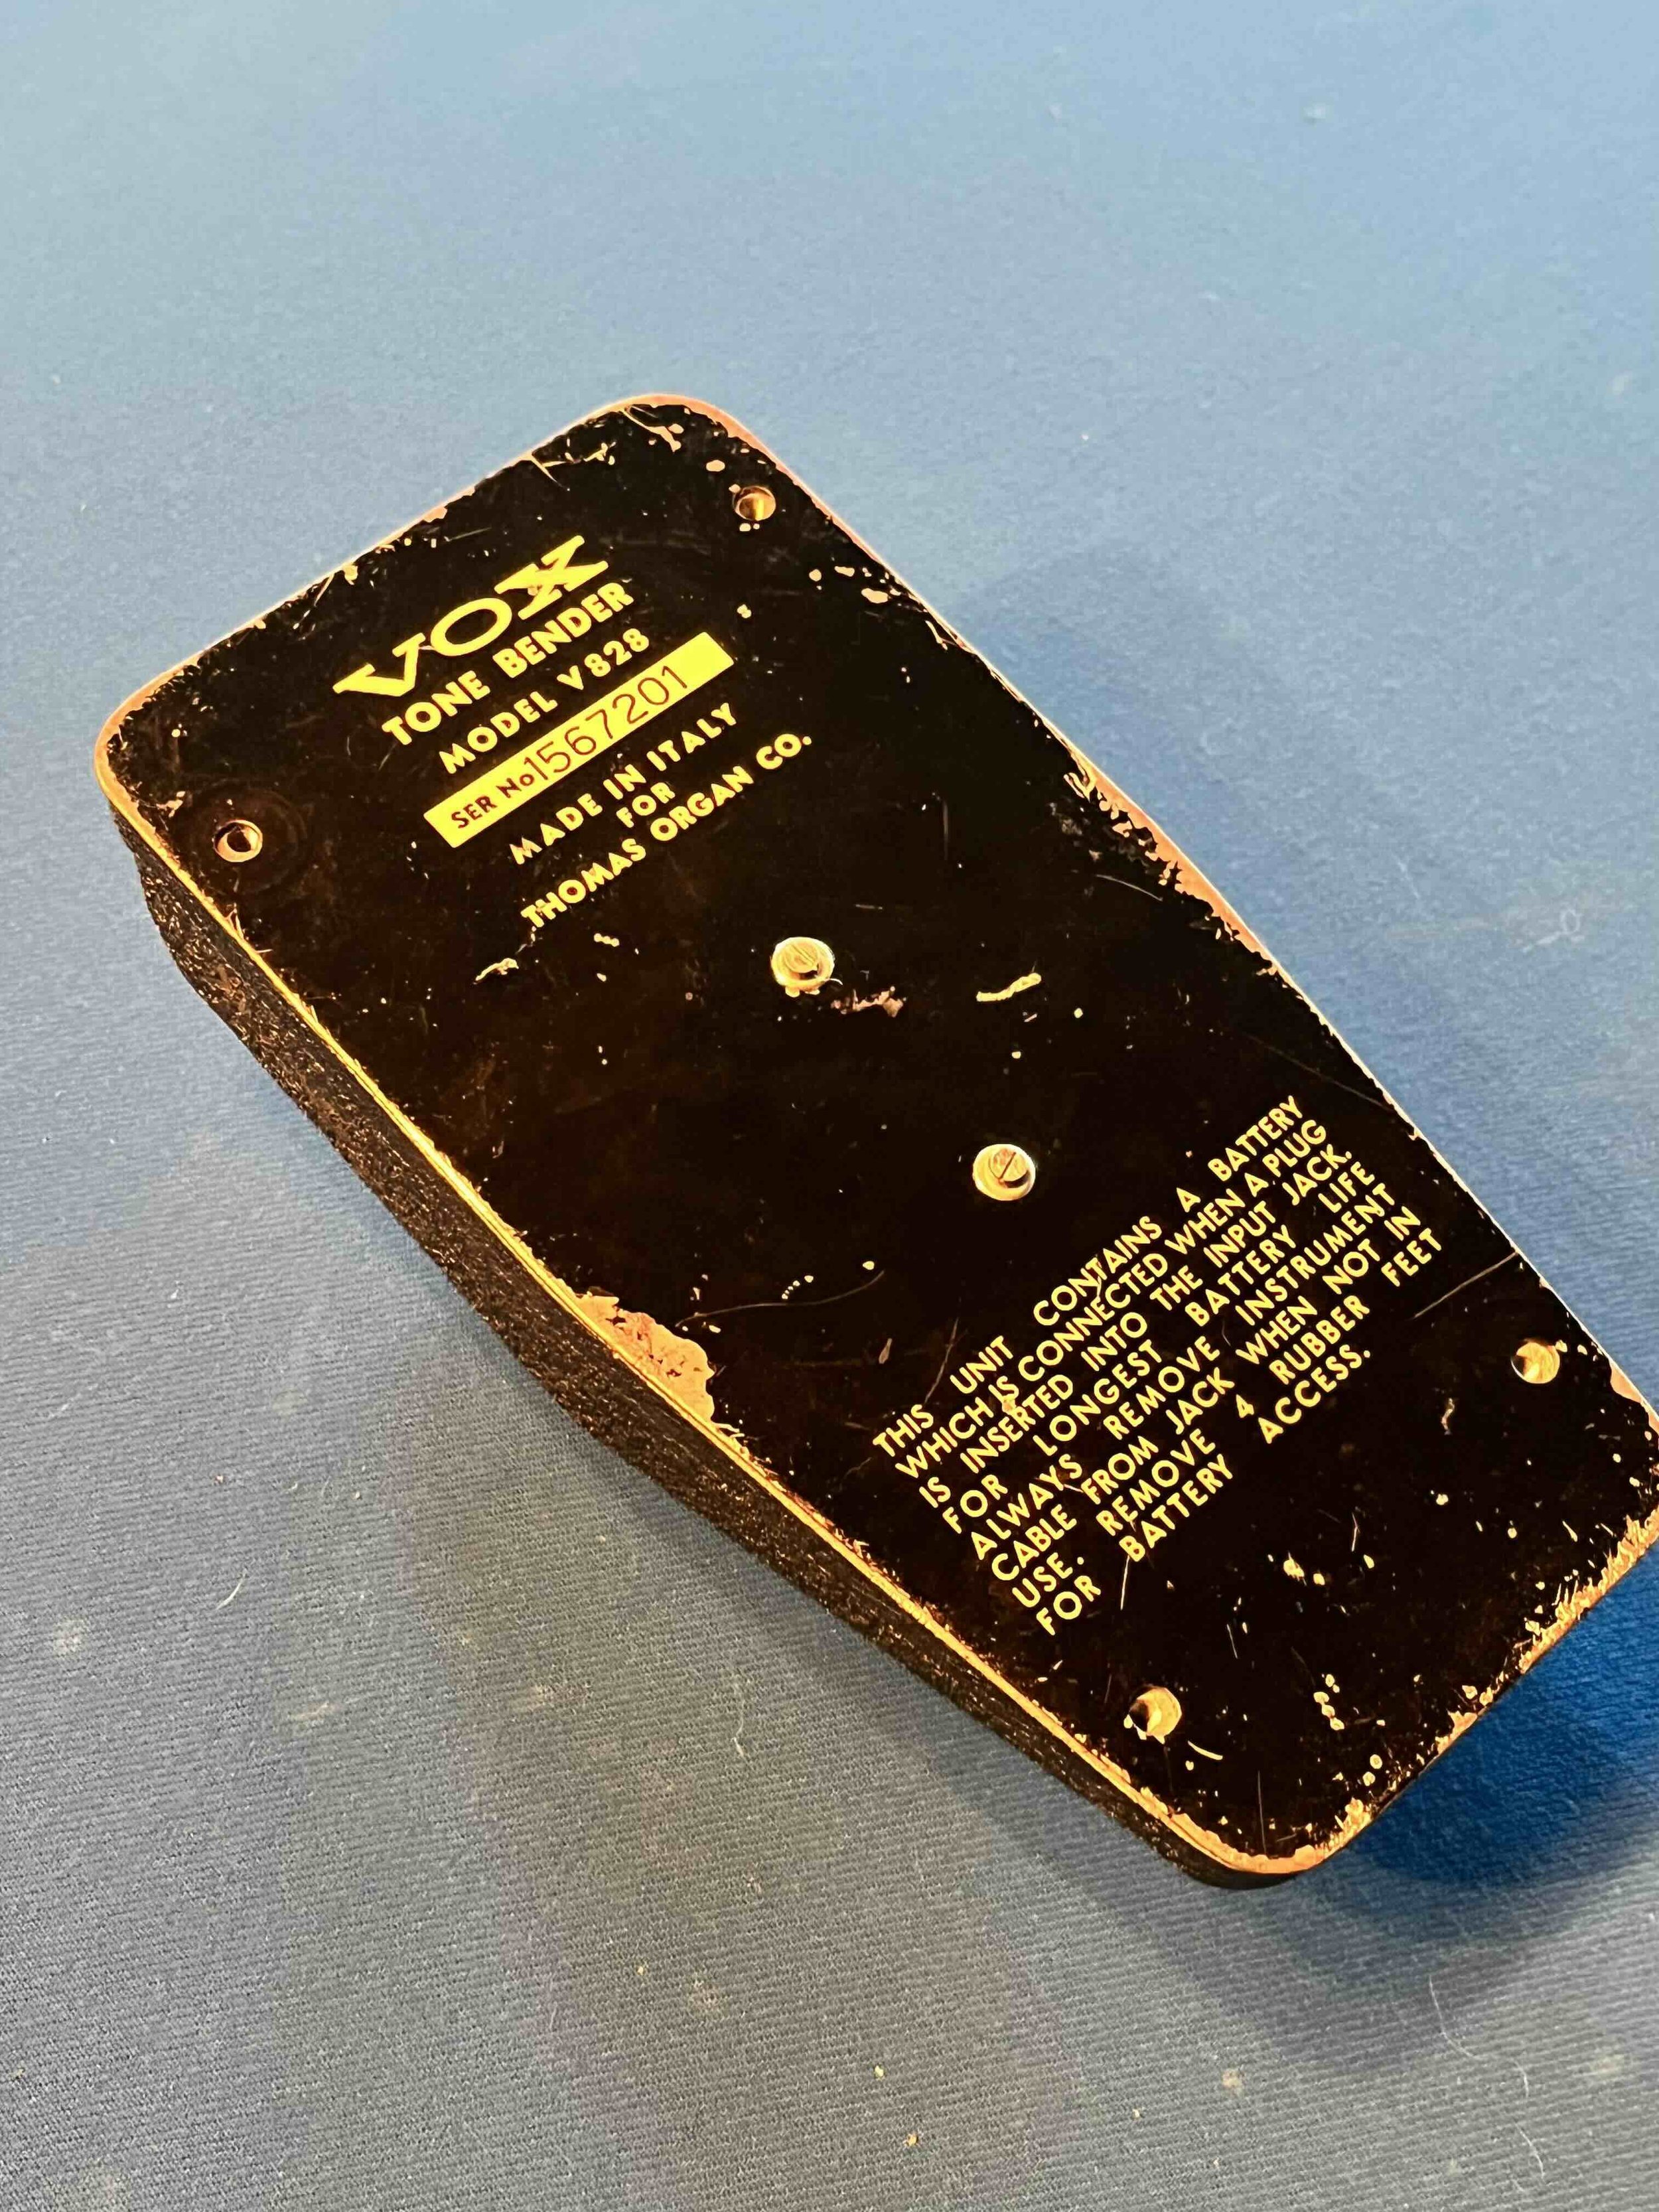 VOX
TONE BENDER
MODEL V828
SER No 1567201
MADE IN ITALY
FOR
THOMAS ORGAN CO.
THIS UNIT CONTAINS A BATTERY
WHICH IS CONNECTED WHEN A PLUG
IS INSERTED INTO THE INPUT JACK.
FOR LONGEST BATTERY LIFE
ALWAYS REMOVE INSTRUMENT
CABLE FROM JACK WHEN NOT IN
USE. REMOVE 4 RUBBER FEET
FOR BATTERY ACCESS.